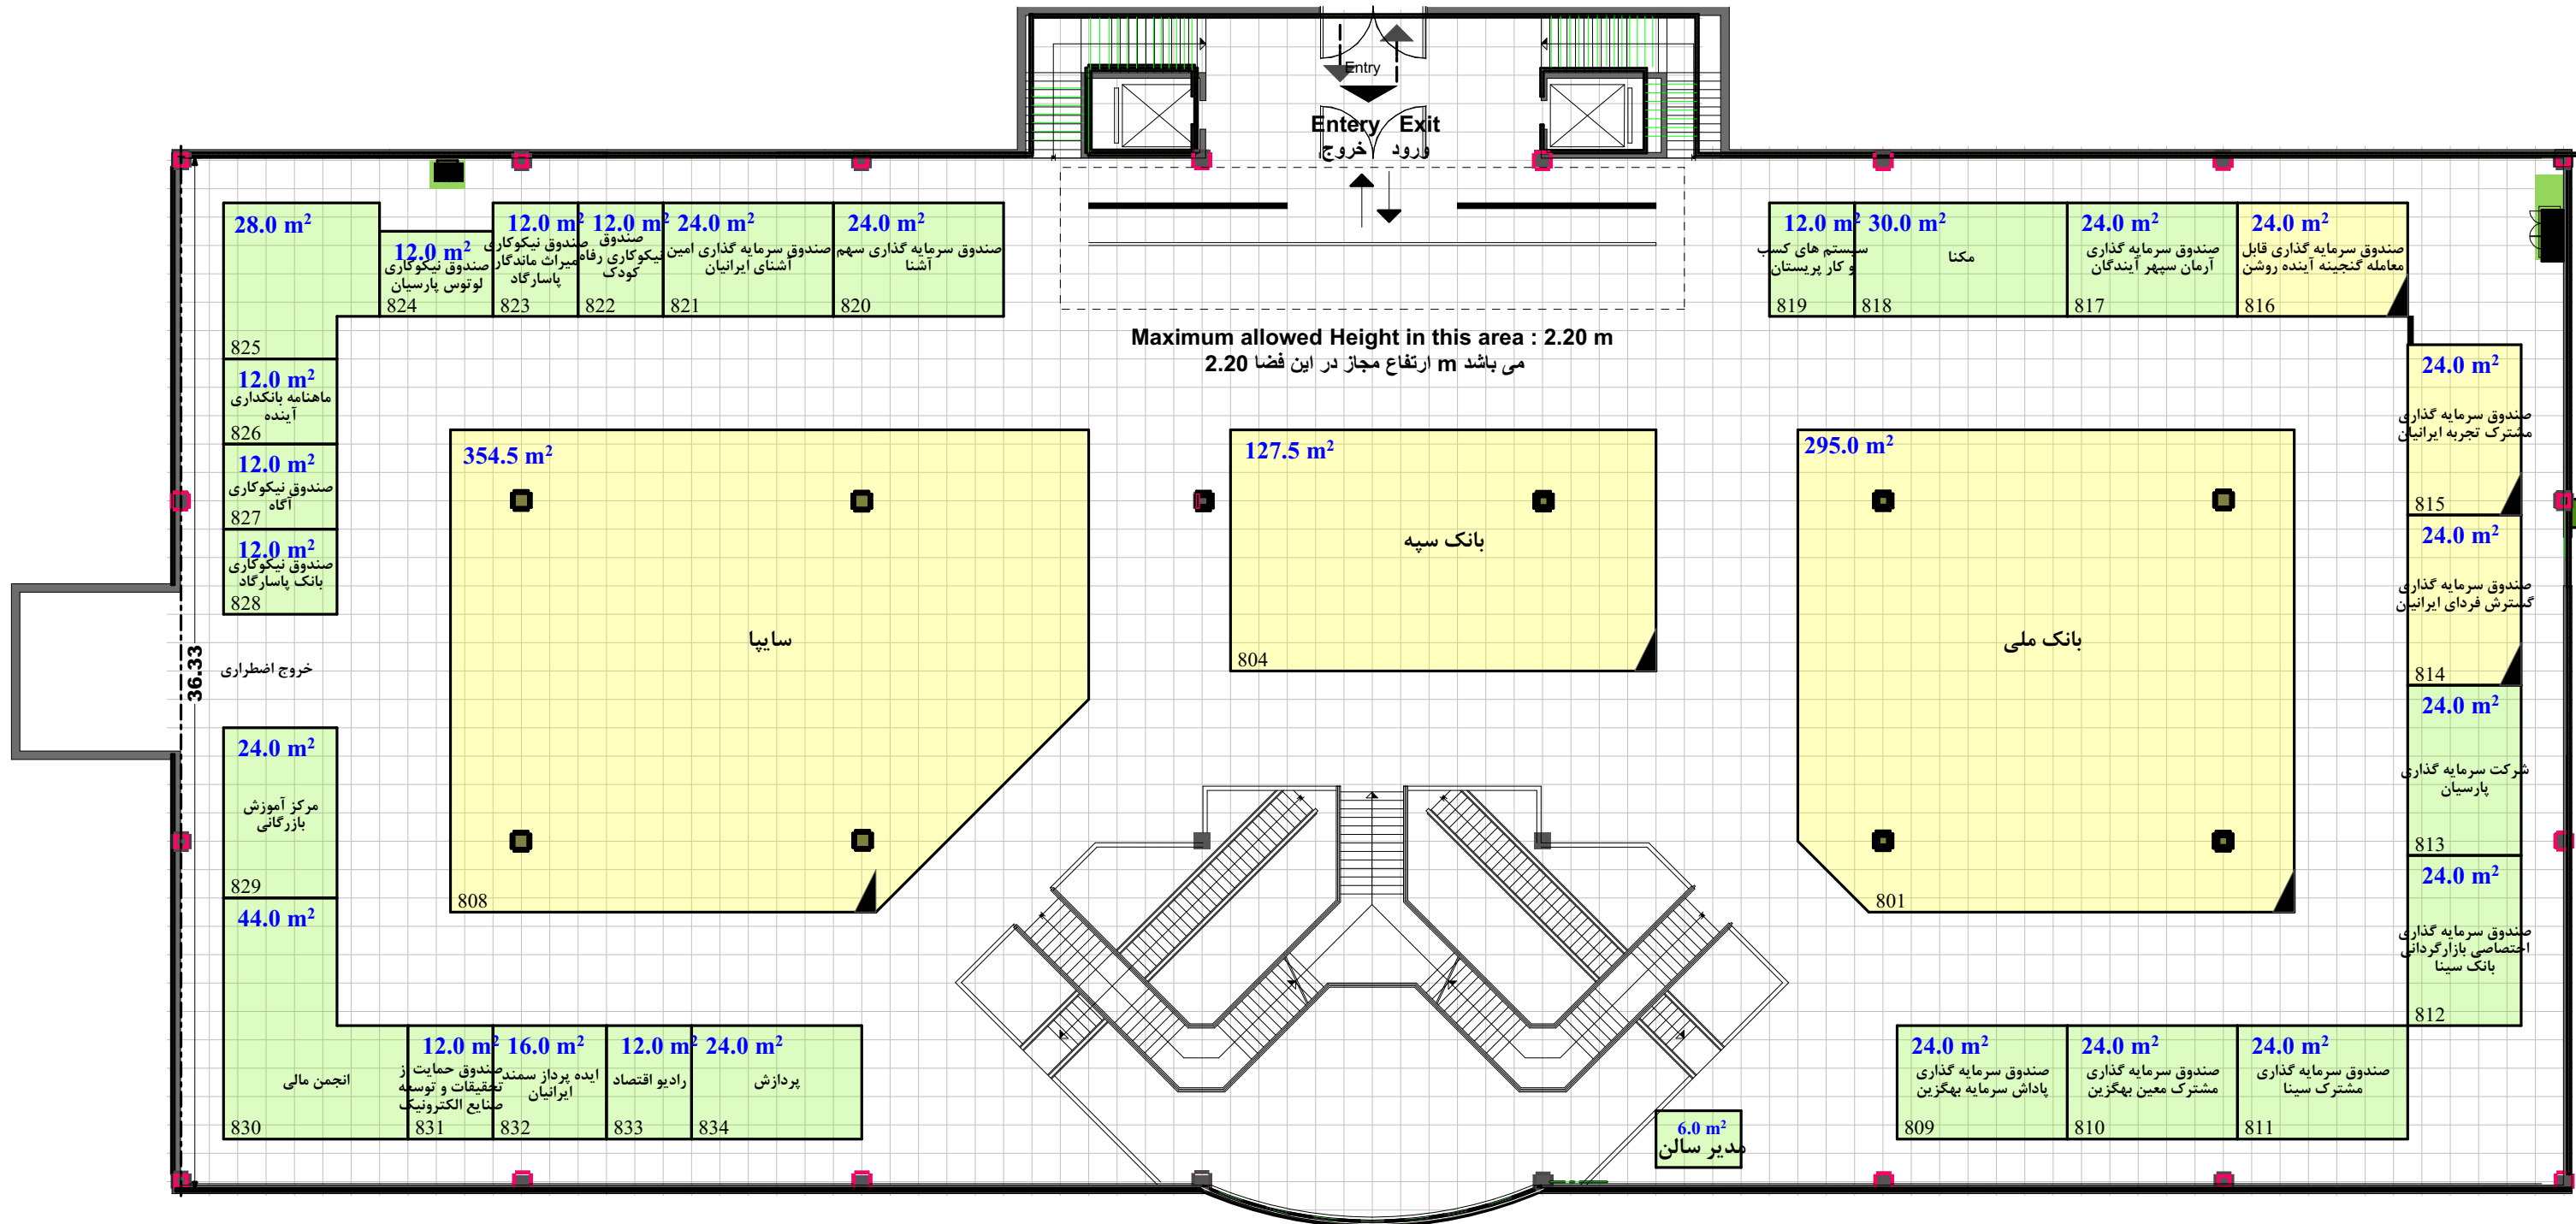 Entry
Entery Exit
خروج ورود
Maximum allowed Height in this area : 2.20 m
می باشد m ارتفاع مجاز در این فضا 2.20
28.0 m²
825
12.0 m²
صندوق نیکوکاری
لوتوس پارسیان
824
12.0 m²
صندوق نیکوکاری
میراث ماندگار
پاسارگاد
823
12.0 m²
صندوق
نیکوکاری رفاه
کودک
822
24.0 m²
صندوق سرمایه گذاری امین
آشنای ایرانیان
821
24.0 m²
صندوق سرمایه گذاری سهم
آشنا
820
12.0 m²
سیستم های کسب
و کار پریستان
819
30.0 m²
مکنا
818
24.0 m²
صندوق سرمایه گذاری
آرمان سپهر آیندگان
817
24.0 m²
صندوق سرمایه گذاری قابل
معامله گنجینه آینده روشن
816
12.0 m²
ماهنامه بانکداری
آینده
826
12.0 m²
صندوق نیکوکاری
آگاه
827
12.0 m²
صندوق نیکوکاری
بانک پاسارگاد
828
354.5 m²
سایپا
808
127.5 m²
بانک سپه
804
295.0 m²
بانک ملی
801
24.0 m²
صندوق سرمایه گذاری
مشترک تجربه ایرانیان
815
24.0 m²
صندوق سرمایه گذاری
گسترش فردای ایرانیان
814
24.0 m²
شرکت سرمایه گذاری
پارسیان
813
24.0 m²
صندوق سرمایه گذاری
اختصاصی بازارگردانی
بانک سینا
812
خروج اضطراری
36.33
24.0 m²
مرکز آموزش
بازرگانی
829
44.0 m²
انجمن مالی
830
12.0 m²
صندوق حمایت از
تحقیقات و توسعه
صنایع الکترونیک
831
16.0 m²
ایده پرداز سمند
ایرانیان
832
12.0 m²
رادیو اقتصاد
833
24.0 m²
پردازش
834
6.0 m²
مدیر سالن
24.0 m²
صندوق سرمایه گذاری
پاداش سرمایه بهگزین
809
24.0 m²
صندوق سرمایه گذاری
مشترک معین بهگزین
810
24.0 m²
صندوق سرمایه گذاری
مشترک سینا
811